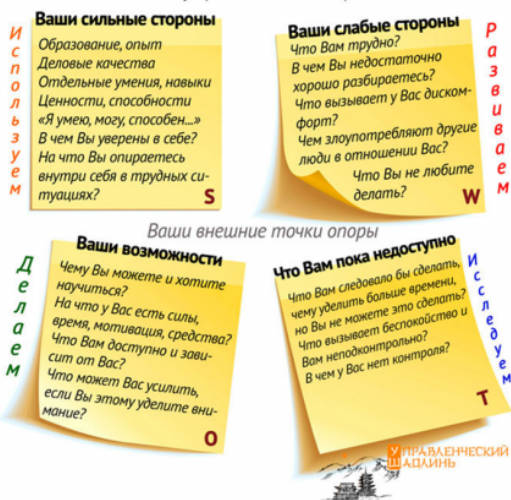 Ваши сильные стороны
Используем
Образование, опыт
Деловые качества
Отдельные умения, навыки
Ценности, способности
«Я умею, могу, способен...»
В чем Вы уверены в себе?
На что Вы опираетесь
внутри себя в трудных си-
туациях?
S
Ваши слабые стороны
Развиваем
Что Вам трудно?
В чем Вы недостаточно
хорошо разбираетесь?
Что вызывает у Вас диском-
форт?
Чем злоупотребляют другие
люди в отношении Вас?
Что Вы не любите
делать?
W
Ваши внешние точки опоры
Ваши возможности
Делаем
Чему Вы можете и хотите
научиться?
На что у Вас есть силы,
время, мотивация, средства?
Что Вам доступно и зави-
сит от Вас?
Что может Вас усилить,
если Вы этому уделите вни-
мание?
O
Что Вам пока недоступно
Исследуем
Что Вам следовало бы сделать,
чему уделить больше времени,
но Вы не можете это сделать?
Что вызывает беспокойство и
Вам неподконтрольно?
В чем у Вас нет контроля?
T
УПРАВЛЕНЧЕСКИЙ
ШАОЛИНЬ